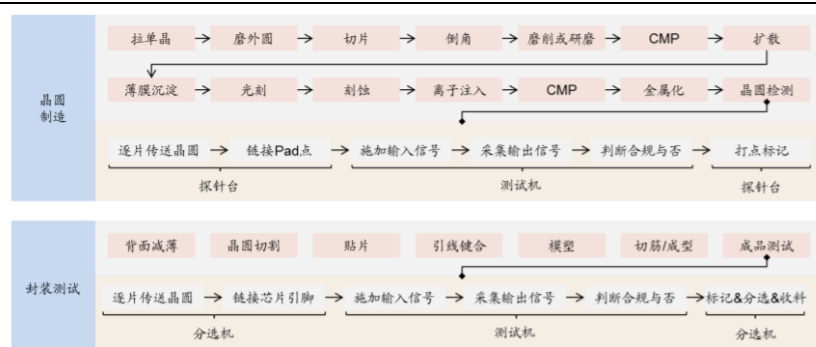 晶圆
制造
拉单晶 磨外圆 切片 倒角 磨削或研磨 CMP 扩散
薄膜沉淀 光刻 刻蚀 离子注入 CMP 金属化 晶圆检测
逐片传送晶圆 链接Pad点 施加输入信号 采集输出信号 判断合规与否 打点标记
探针台 测试机 探针台
封装测试
背面减薄 晶圆切割 贴片 引线键合 模塑 切筋/成型 成品测试
逐片传送晶圆 链接芯片引脚 施加输入信号 采集输出信号 判断合规与否 标记&分选&收料
分选机 测试机 分选机